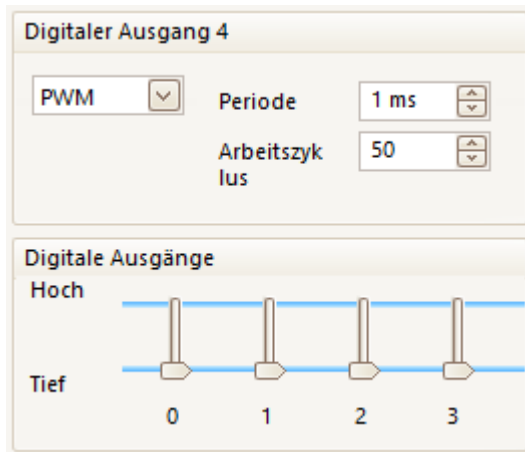 Digitaler Ausgang 4
PWM
Periode
1 ms
Arbeitszyk
lus
50
Digitale Ausgänge
Hoch
Tief
0 1 2 3